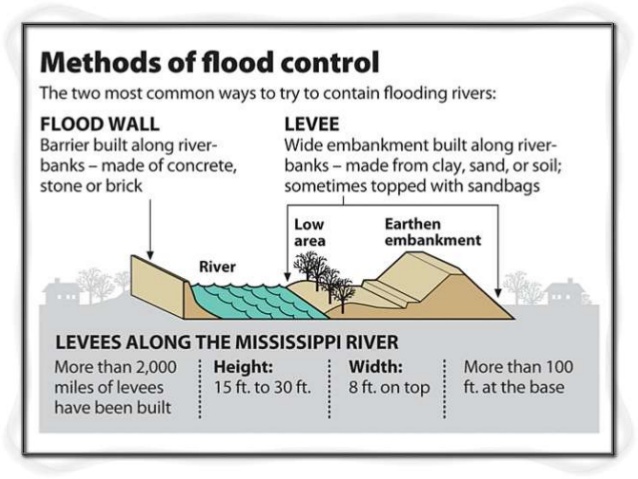 Methods of flood control
The two most common ways to try to contain flooding rivers:
FLOOD WALL
Barrier built along river-
banks – made of concrete,
stone or brick
LEVEE
Wide embankment built along river-
banks – made from clay, sand, or soil;
sometimes topped with sandbags
River
Low
area
Earthen
embankment
LEVEES ALONG THE MISSISSIPPI RIVER
More than 2,000
miles of levees
have been built
Height:
15 ft. to 30 ft.
Width:
8 ft. on top
More than 100
ft. at the base